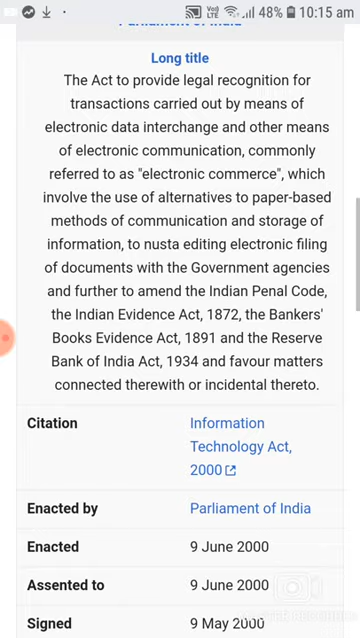 10:15 am
48%
Parliament of India
Long title
The Act to provide legal recognition for
transactions carried out by means of
electronic data interchange and other means
of electronic communication, commonly
referred to as "electronic commerce", which
involve the use of alternatives to paper-based
methods of communication and storage of
information, to nusta editing electronic filing
of documents with the Government agencies
and further to amend the Indian Penal Code,
the Indian Evidence Act, 1872, the Bankers'
Books Evidence Act, 1891 and the Reserve
Bank of India Act, 1934 and favour matters
connected therewith or incidental thereto.
Citation
Information
Technology Act,
2000
Enacted by
Parliament of India
Enacted
9 June 2000
Assented to
9 June 2000
Signed
9 May 2000